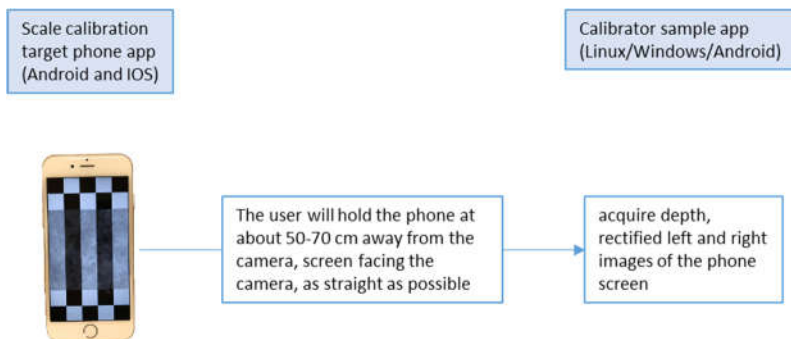 Scale calibration
target phone app
(Android and IOS)
Calibrator sample app
(Linux/Windows/Android)
The user will hold the phone at
about 50-70 cm away from the
camera, screen facing the
camera, as straight as possible
acquire depth,
rectified left and right
images of the phone
screen